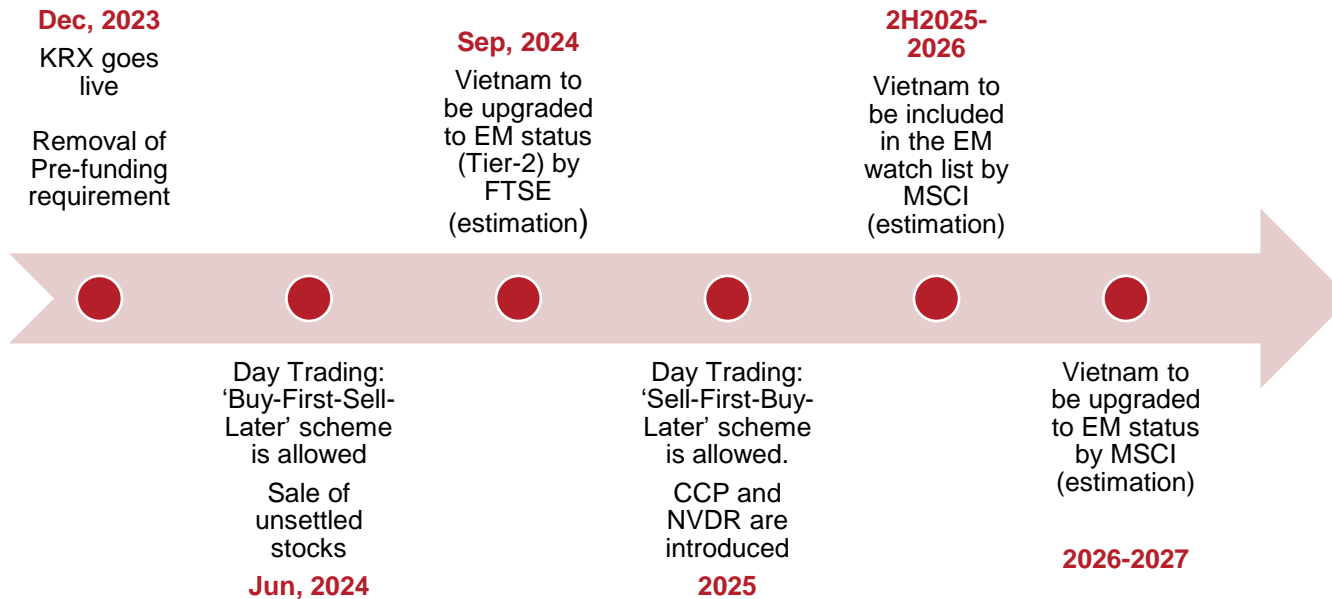 Dec, 2023
KRX goes
live
Removal of
Pre-funding
requirement
Day Trading:
‘Buy-First-Sell-
Later’ scheme
is allowed
Sale of
unsettled
stocks
Jun, 2024
Sep, 2024
Vietnam to
be upgraded
to EM status
(Tier-2) by
FTSE
(estimation)
Day Trading:
‘Sell-First-Buy-
Later’ scheme
is allowed.
CCP and
NVDR are
introduced
2025
2H2025-
2026
Vietnam to
be included
in the EM
watch list by
MSCI
(estimation)
Vietnam to
be upgraded
to EM status
by MSCI
(estimation)
2026-2027